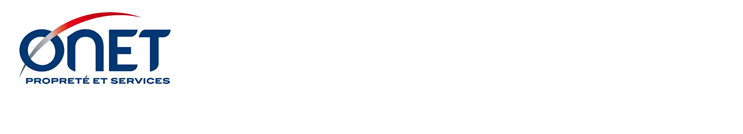 ONET
PROPRETÉ ET SERVICES